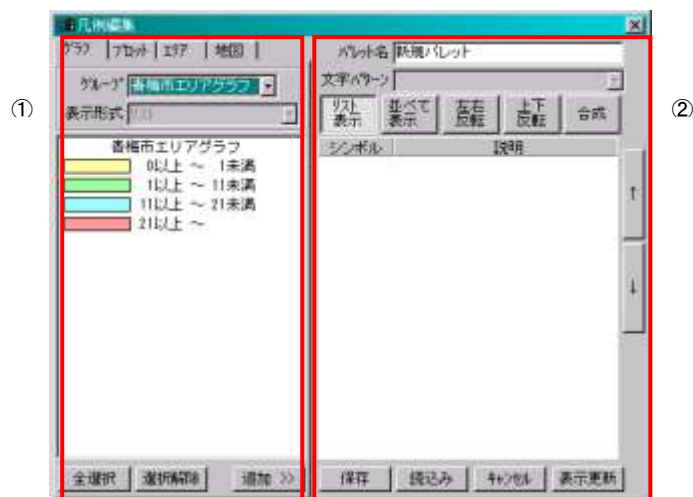 凡例編集
グラフ プロット エリア 地図
グループ 香梅市エリアグラフ
表示形式 リスト
香梅市エリアグラフ
0以上 ～ 1未満
1以上 ～ 11未満
11以上 ～ 21未満
21以上 ～
全選択 選択解除 追加 >>
①
パレット名 新規パレット
文字パターン
リスト表示 並べて表示 左右反転 上下反転 合成
シンボル 説明
↑
↓
保存 読込み キャンセル 表示更新
②